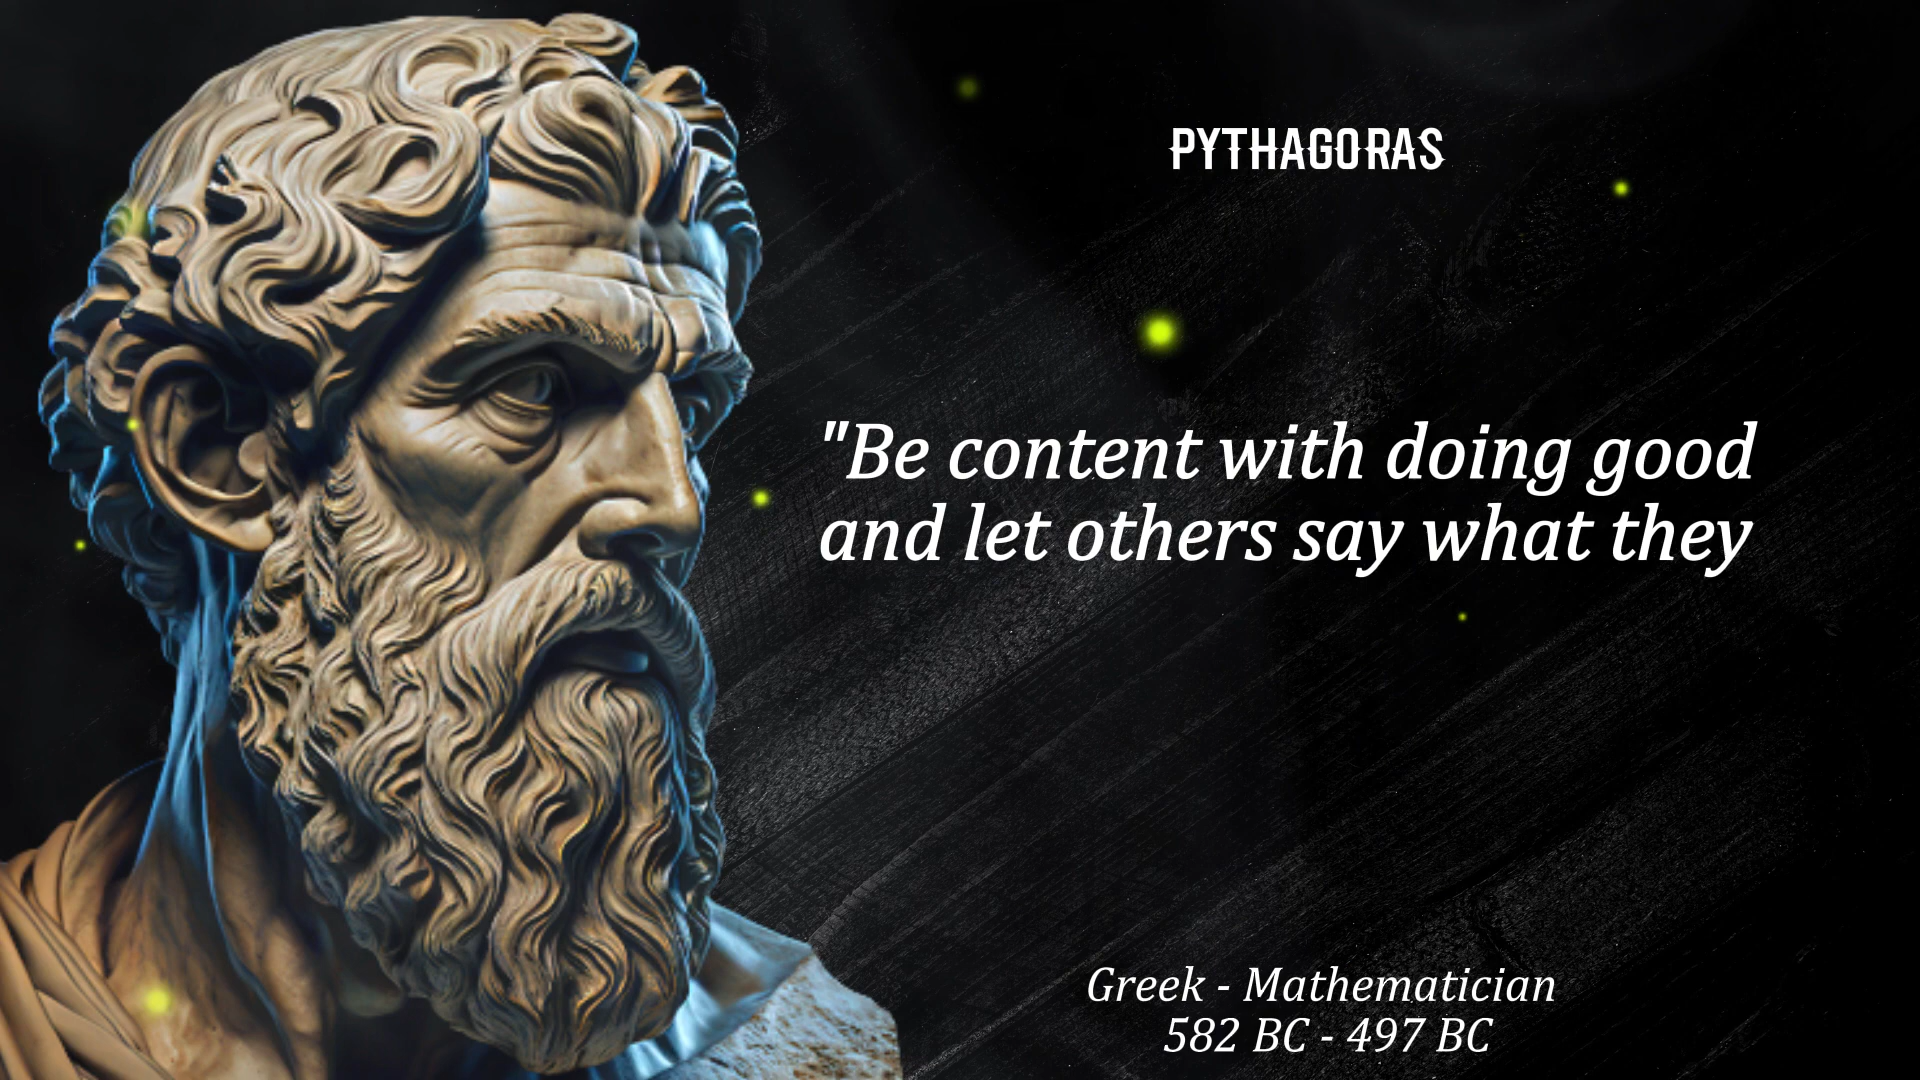 PYTHAGORAS
"Be content with doing good
and let others say what they
Greek - Mathematician
582 BC - 497 BC